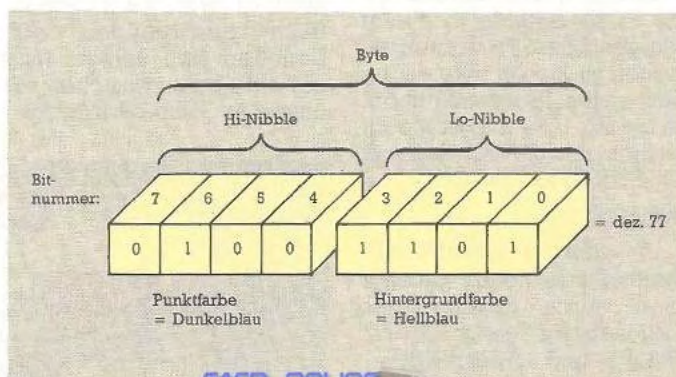 Byte
Hi-Nibble Lo-Nibble
Bit-
nummer:
7 6 5 4 3 2 1 0
0 1 0 0 1 1 0 1
= dez. 77
Punktfarbe Hintergrundfarbe
= Dunkelblau = Hellblau